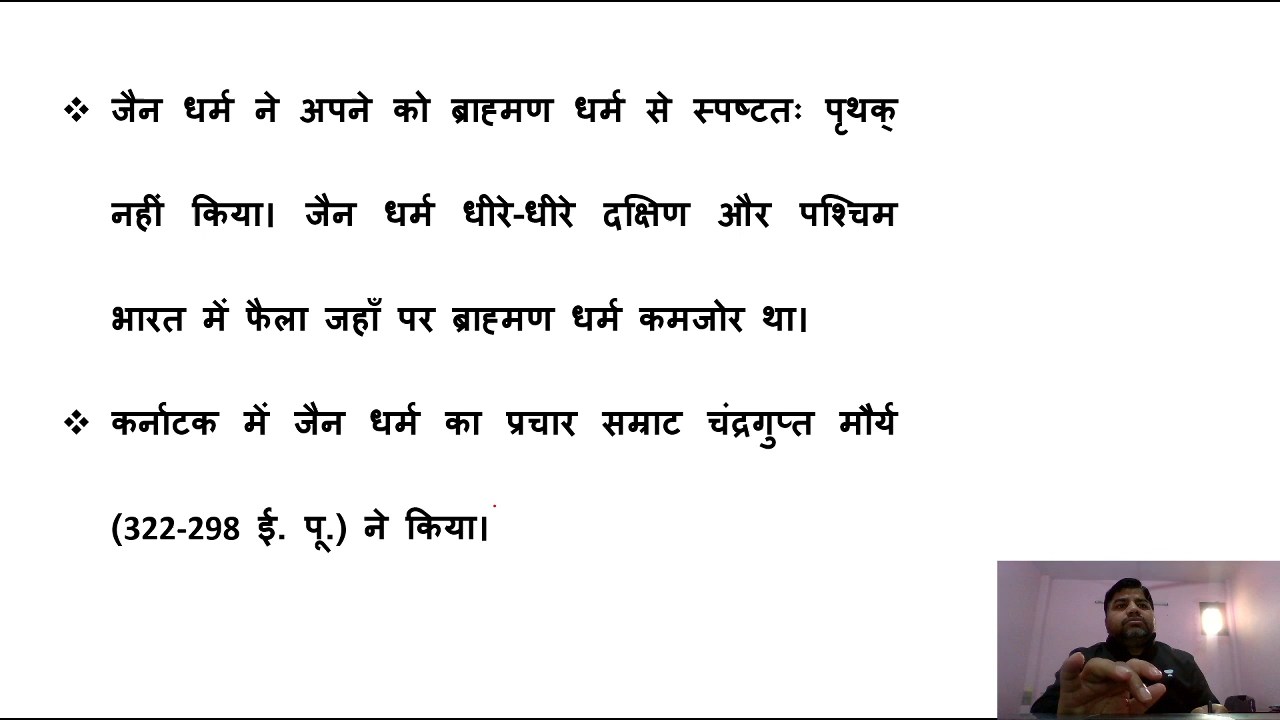 ❖ जैन धर्म ने अपने को ब्राह्मण धर्म से स्पष्टतः पृथक्
नहीं किया। जैन धर्म धीरे-धीरे दक्षिण और पश्चिम
भारत में फैला जहाँ पर ब्राह्मण धर्म कमजोर था।
❖ कर्नाटक में जैन धर्म का प्रचार सम्राट चंद्रगुप्त मौर्य
(322-298 ई. पू.) ने किया।